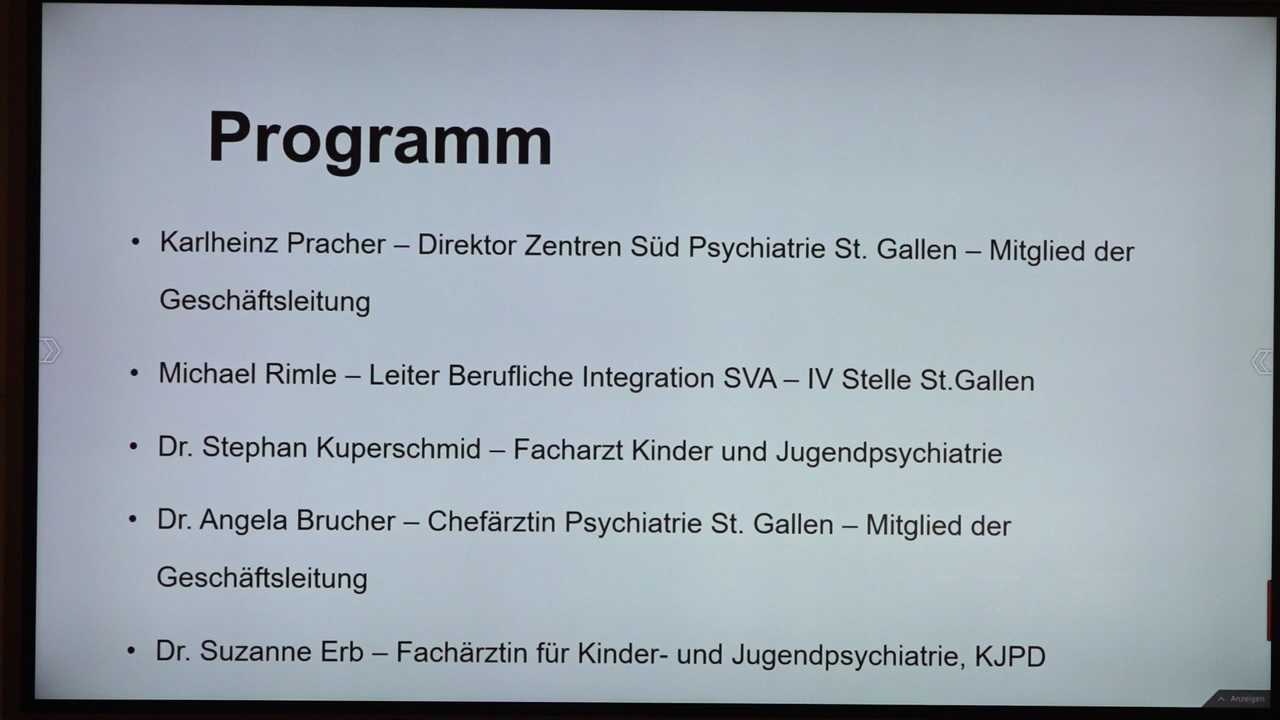 Programm
• Karlheinz Pracher – Direktor Zentren Süd Psychiatrie St. Gallen – Mitglied der
Geschäftsleitung
• Michael Rimle – Leiter Berufliche Integration SVA – IV Stelle St.Gallen
• Dr. Stephan Kuperschmid – Facharzt Kinder und Jugendpsychiatrie
• Dr. Angela Brucher – Chefärztin Psychiatrie St. Gallen – Mitglied der
Geschäftsleitung
• Dr. Suzanne Erb – Fachärztin für Kinder- und Jugendpsychiatrie, KJPD
Anzeigen